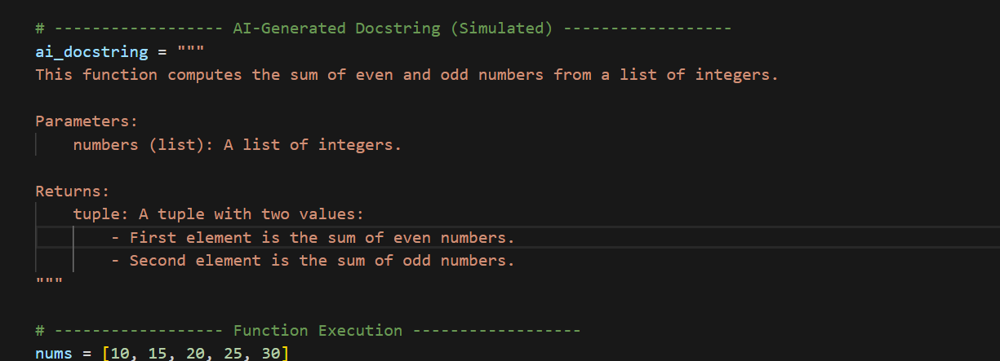 # ------------------ AI-Generated Docstring (Simulated) ------------------
ai_docstring = """
This function computes the sum of even and odd numbers from a list of integers.
Parameters:
numbers (list): A list of integers.
Returns:
tuple: A tuple with two values:
- First element is the sum of even numbers.
- Second element is the sum of odd numbers.
"""
# ------------------ Function Execution ------------------
nums = [10, 15, 20, 25, 30]